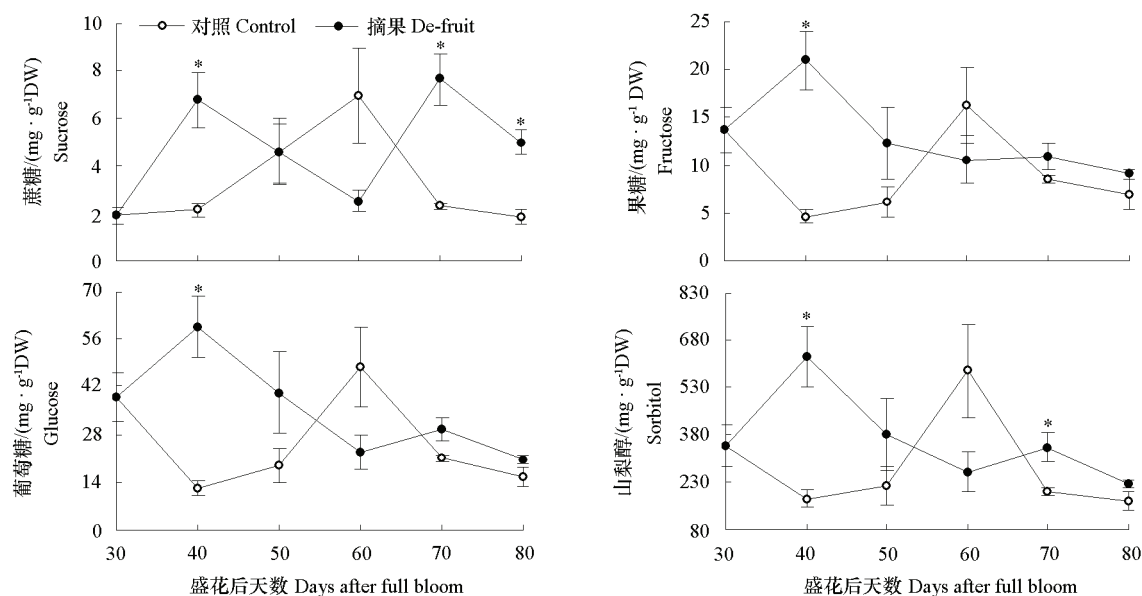 对照 Control 摘果 De-fruit
蔗糖/(mg · g-1DW)
Sucrose
10
8
6
4
2
0
*
*
*
果糖/(mg · g-1 DW)
Fructose
25
20
15
10
5
0
*
葡萄糖/(mg · g-1DW)
Glucose
70
56
42
28
14
0
*
30 40 50 60 70 80
盛花后天数 Days after full bloom
山梨醇/(mg · g-1DW)
Sorbitol
830
680
530
380
230
80
*
*
30 40 50 60 70 80
盛花后天数 Days after full bloom